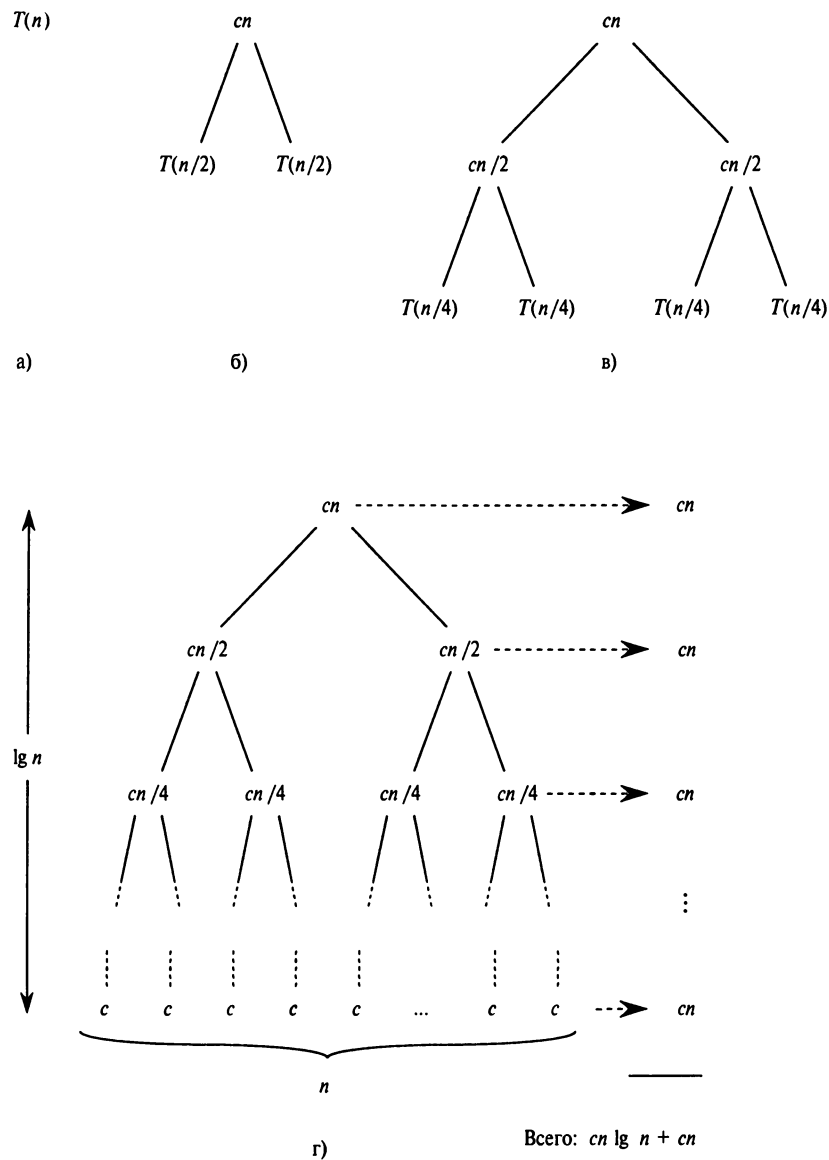 T(n) cn cn
T(n/2) T(n/2) cn/2 cn/2
T(n/4) T(n/4) T(n/4) T(n/4)
а) б) в)
cn cn
cn/2 cn/2 cn
lg n
cn/4 cn/4 cn/4 cn/4 cn
⋮
c c c c c ... c c cn
n
Всего: cn lg n + cn
г)